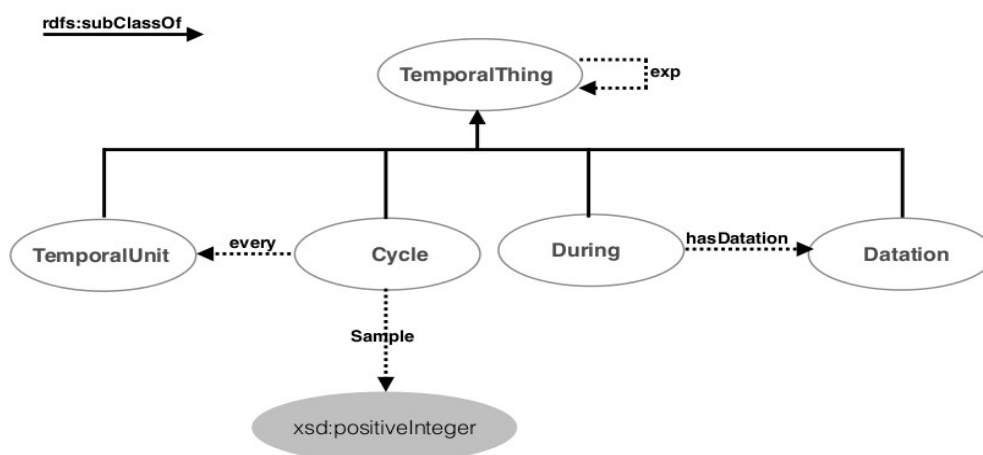 rdfs:subClassOf
TemporalThing
exp
TemporalUnit
every
Cycle
During
hasDatation
Datation
Sample
xsd:positiveInteger